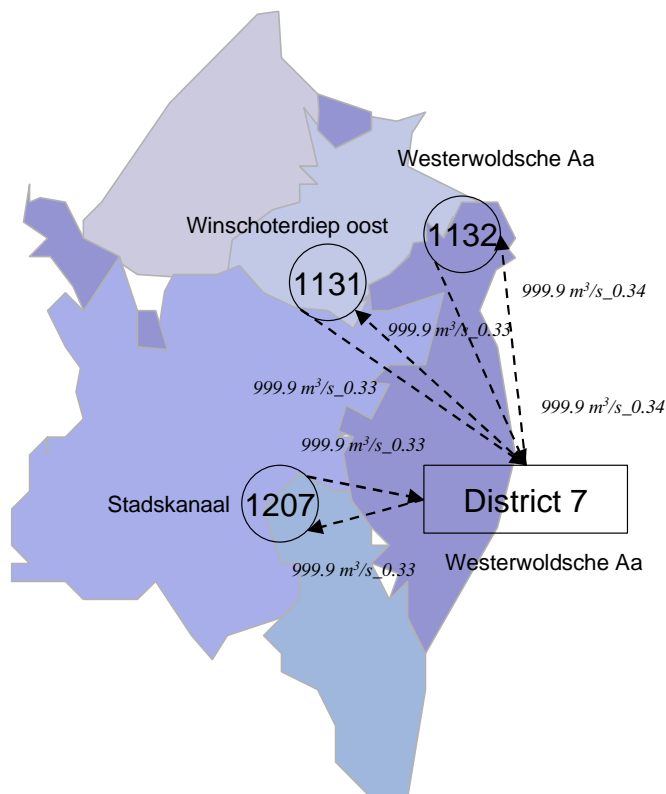 Westerwoldsche Aa
Winschoterdiep oost
1132
1131
999.9 m³/s_0.34
999.9 m³/s_0.33
999.9 m³/s_0.33
999.9 m³/s_0.34
999.9 m³/s_0.33
Stadskanaal
1207
District 7
Westerwoldsche Aa
999.9 m³/s_0.33